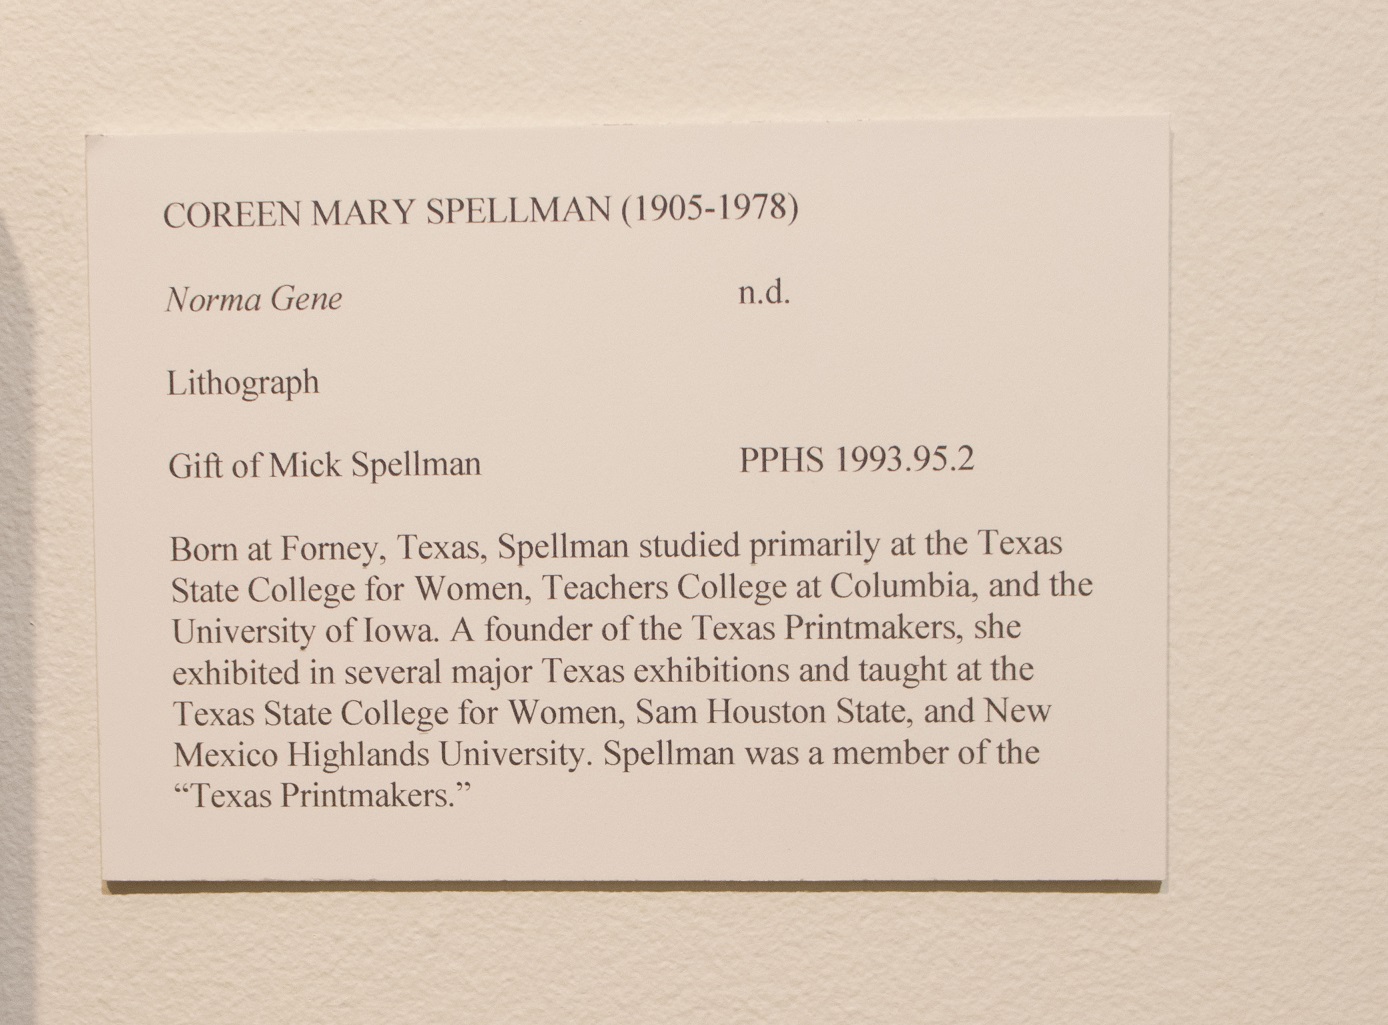 COREEN MARY SPELLMAN (1905-1978)
Norma Gene n.d.
Lithograph
Gift of Mick Spellman PPHS 1993.95.2
Born at Forney, Texas, Spellman studied primarily at the Texas
State College for Women, Teachers College at Columbia, and the
University of Iowa. A founder of the Texas Printmakers, she
exhibited in several major Texas exhibitions and taught at the
Texas State College for Women, Sam Houston State, and New
Mexico Highlands University. Spellman was a member of the
“Texas Printmakers.”